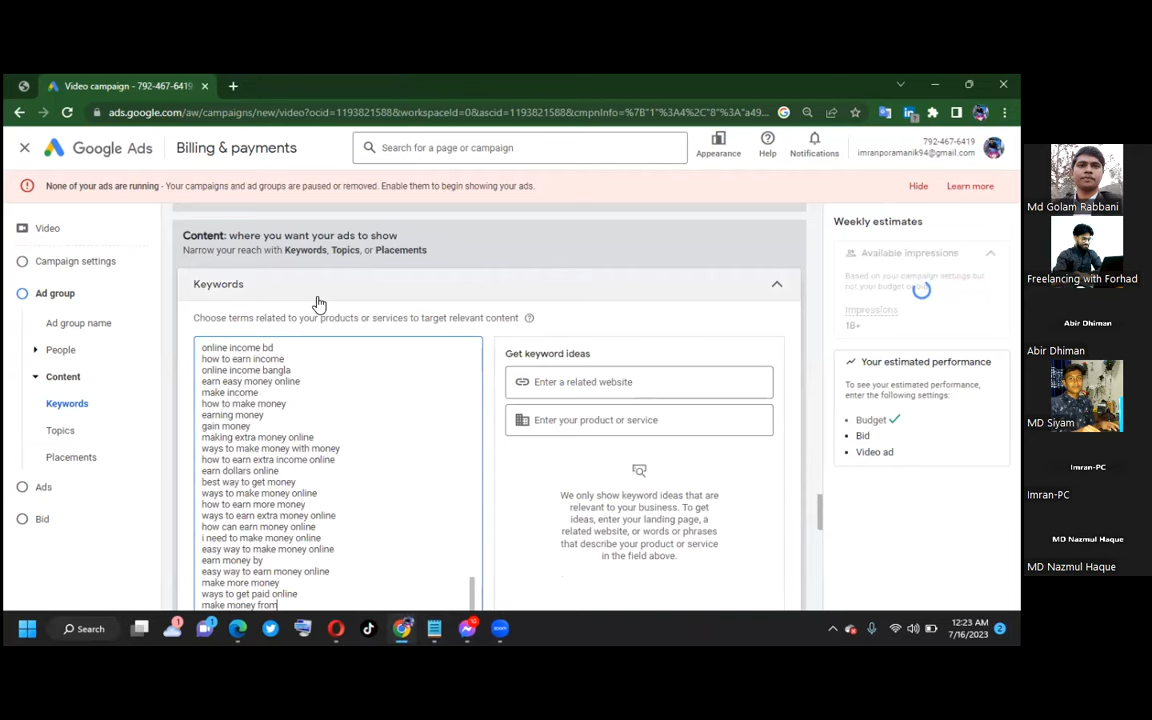 Video campaign - 792-467-6419
ads.google.com/aw/campaigns/new/video?ocid=1193821588&workspaceId=0&ascid=1193821588&cmpnInfo=%7B"1"%3A4%2C"8"%3A"a49...
Google Ads
Billing & payments
Search for a page or campaign
Appearance
Help
Notifications
792-467-6419
imranporamanik94@gmail.com
None of your ads are running - Your campaigns and ad groups are paused or removed. Enable them to begin showing your ads.
Hide
Learn more
Video
Campaign settings
Ad group
Ad group name
People
Content
Keywords
Topics
Placements
Ads
Bid
Content: where you want your ads to show
Narrow your reach with Keywords, Topics, or Placements
Keywords
Choose terms related to your products or services to target relevant content
online income bd
how to earn income
online income bangla
earn easy money online
make income
how to make money
earning money
gain money
making extra money online
ways to make money with money
how to earn extra income online
earn dollars online
best way to get money
ways to make money online
how to earn more money
ways to earn extra money online
how can earn money online
i need to make money online
easy way to make money online
earn money by
easy way to earn money online
make more money
ways to get paid online
make money from
Get keyword ideas
Enter a related website
Enter your product or service
We only show keyword ideas that are
relevant to your business. To get
ideas, enter your landing page, a
related website, or words or phrases
that describe your product or service
in the field above.
Weekly estimates
Available impressions
Based on your campaign settings but
not your budget or
Impressions
1B+
Your estimated performance
To see your estimated performance,
enter the following settings:
Budget
Bid
Video ad
Search
12:23 AM
7/16/2023
Md Golam Rabbani
Freelancing with Forhad
Abir Dhiman
Abir Dhiman
MD Siyam
Imran-PC
Imran-PC
MD Nazmul Haque
MD Nazmul Haque